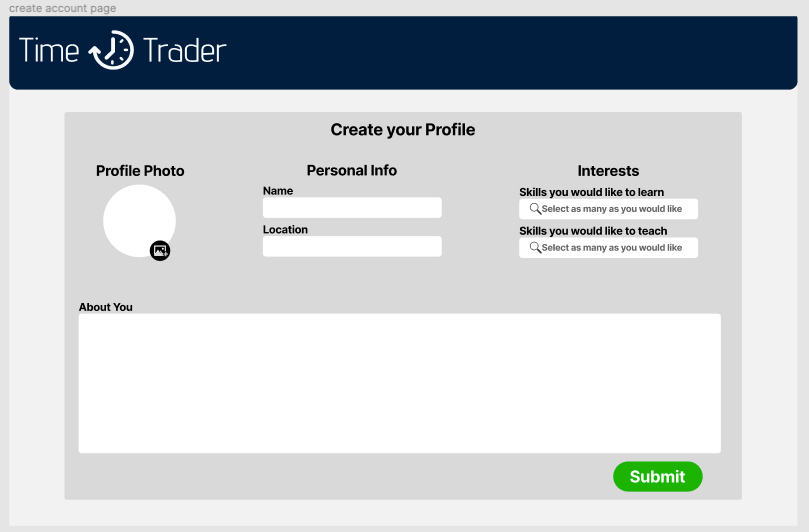 create account page
Time Trader
Create your Profile
Profile Photo
Personal Info
Name
Location
Interests
Skills you would like to learn
Select as many as you would like
Skills you would like to teach
Select as many as you would like
About You
Submit